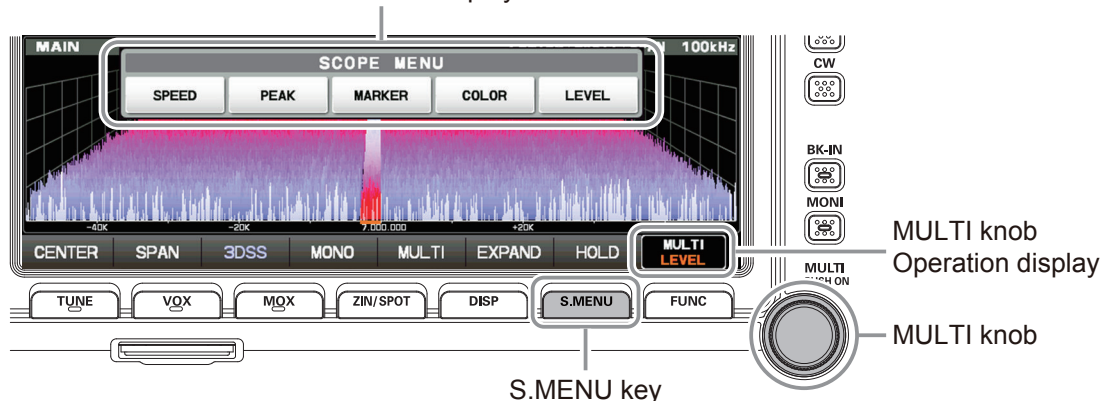 MAIN
100kHz
SCOPE MENU
SPEED PEAK MARKER COLOR LEVEL
CW
BK-IN
MONI
-40K -20K 7.000.000 +20K
CENTER SPAN 3DSS MONO MULTI EXPAND HOLD MULTI
LEVEL
MULTI knob
Operation display
MULTI
TUNE VOX MOX ZIN/SPOT DISP S.MENU FUNC
MULTI knob
S.MENU key